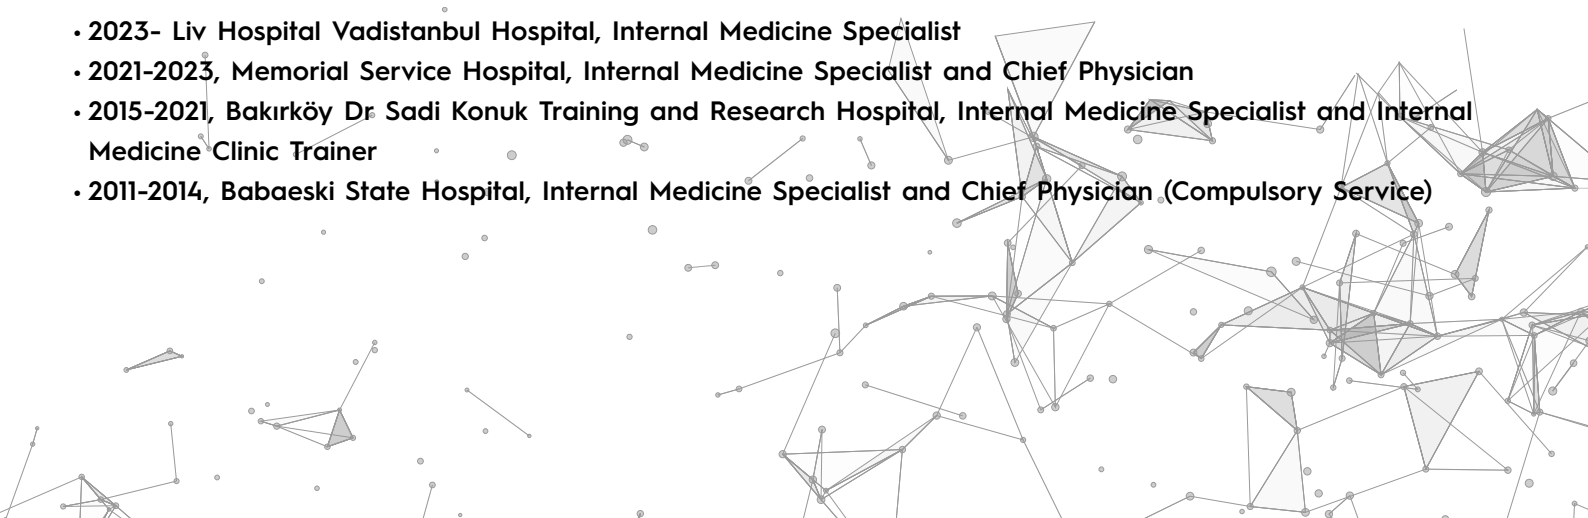 • 2023- Liv Hospital Vadistanbul Hospital, Internal Medicine Specialist
• 2021-2023, Memorial Service Hospital, Internal Medicine Specialist and Chief Physician
• 2015-2021, Bakırköy Dr Sadi Konuk Training and Research Hospital, Internal Medicine Specialist and Internal
Medicine Clinic Trainer
• 2011-2014, Babaeski State Hospital, Internal Medicine Specialist and Chief Physician (Compulsory Service)